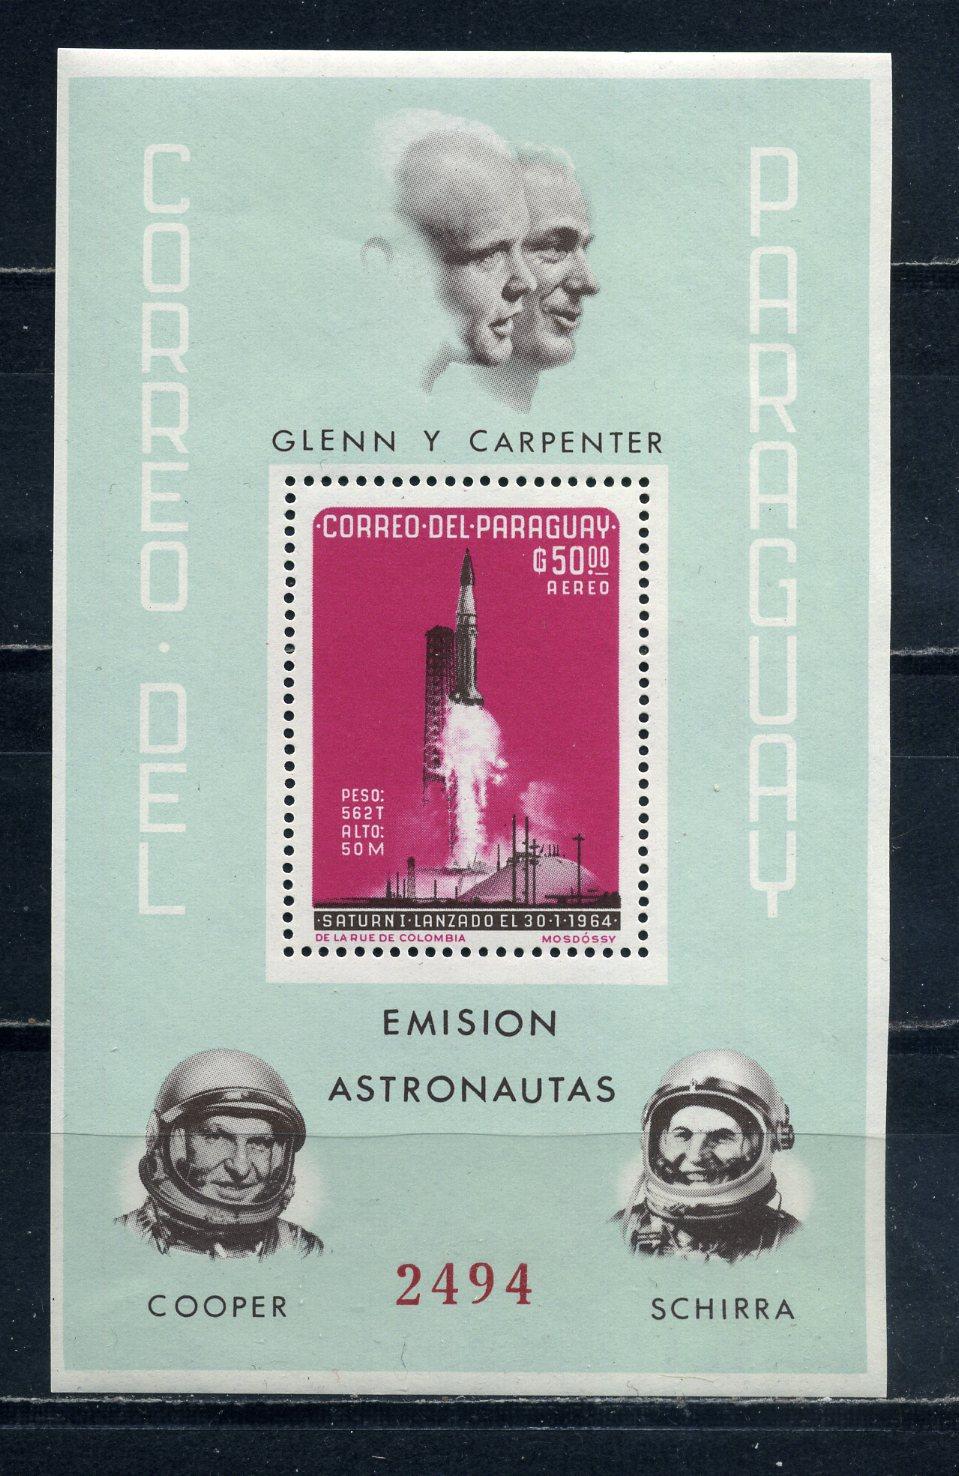 CORREO · DEL
PARAGUAY
GLENN Y CARPENTER
·CORREO·DEL·PARAGUAY·
₲50.00
AEREO
PESO:
562T
ALTO:
50M
·SATURN I·LANZADO EL 30·1·1964·
DE LA RUE DE COLOMBIA MOSDÓSSY
EMISION
ASTRONAUTAS
COOPER
2494
SCHIRRA